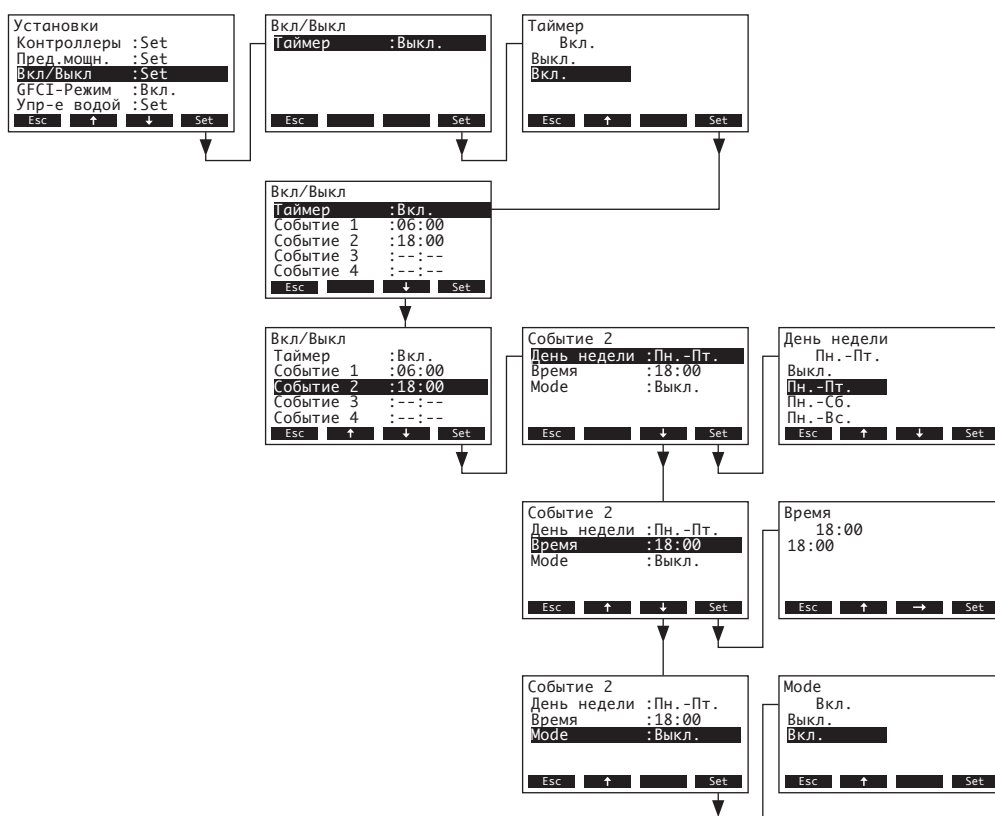 Установки
Контроллеры :Set
Пред.мощн. :Set
Вкл/Выкл :Set
GFCI-Режим :Вкл.
Упр-е водой :Set
Esc ↑ ↓ Set
Вкл/Выкл
Таймер :Выкл.
Esc Set
Таймер
Вкл.
Выкл.
Вкл.
Esc ↑ Set
Вкл/Выкл
Таймер :Вкл.
Событие 1 :06:00
Событие 2 :18:00
Событие 3 :--:--
Событие 4 :--:--
Esc ↓ Set
Вкл/Выкл
Таймер :Вкл.
Событие 1 :06:00
Событие 2 :18:00
Событие 3 :--:--
Событие 4 :--:--
Esc ↑ ↓ Set
Событие 2
День недели :Пн.-Пт.
Время :18:00
Mode :Выкл.
Esc ↓ Set
День недели
Пн.-Пт.
Выкл.
Пн.-Пт.
Пн.-Сб.
Пн.-Вс.
Esc ↑ ↓ Set
Событие 2
День недели :Пн.-Пт.
Время :18:00
Mode :Выкл.
Esc ↑ ↓ Set
Время
18:00
18:00
Esc ↑ → Set
Событие 2
День недели :Пн.-Пт.
Время :18:00
Mode :Выкл.
Esc ↑ Set
Mode
Вкл.
Выкл.
Вкл.
Esc ↑ Set